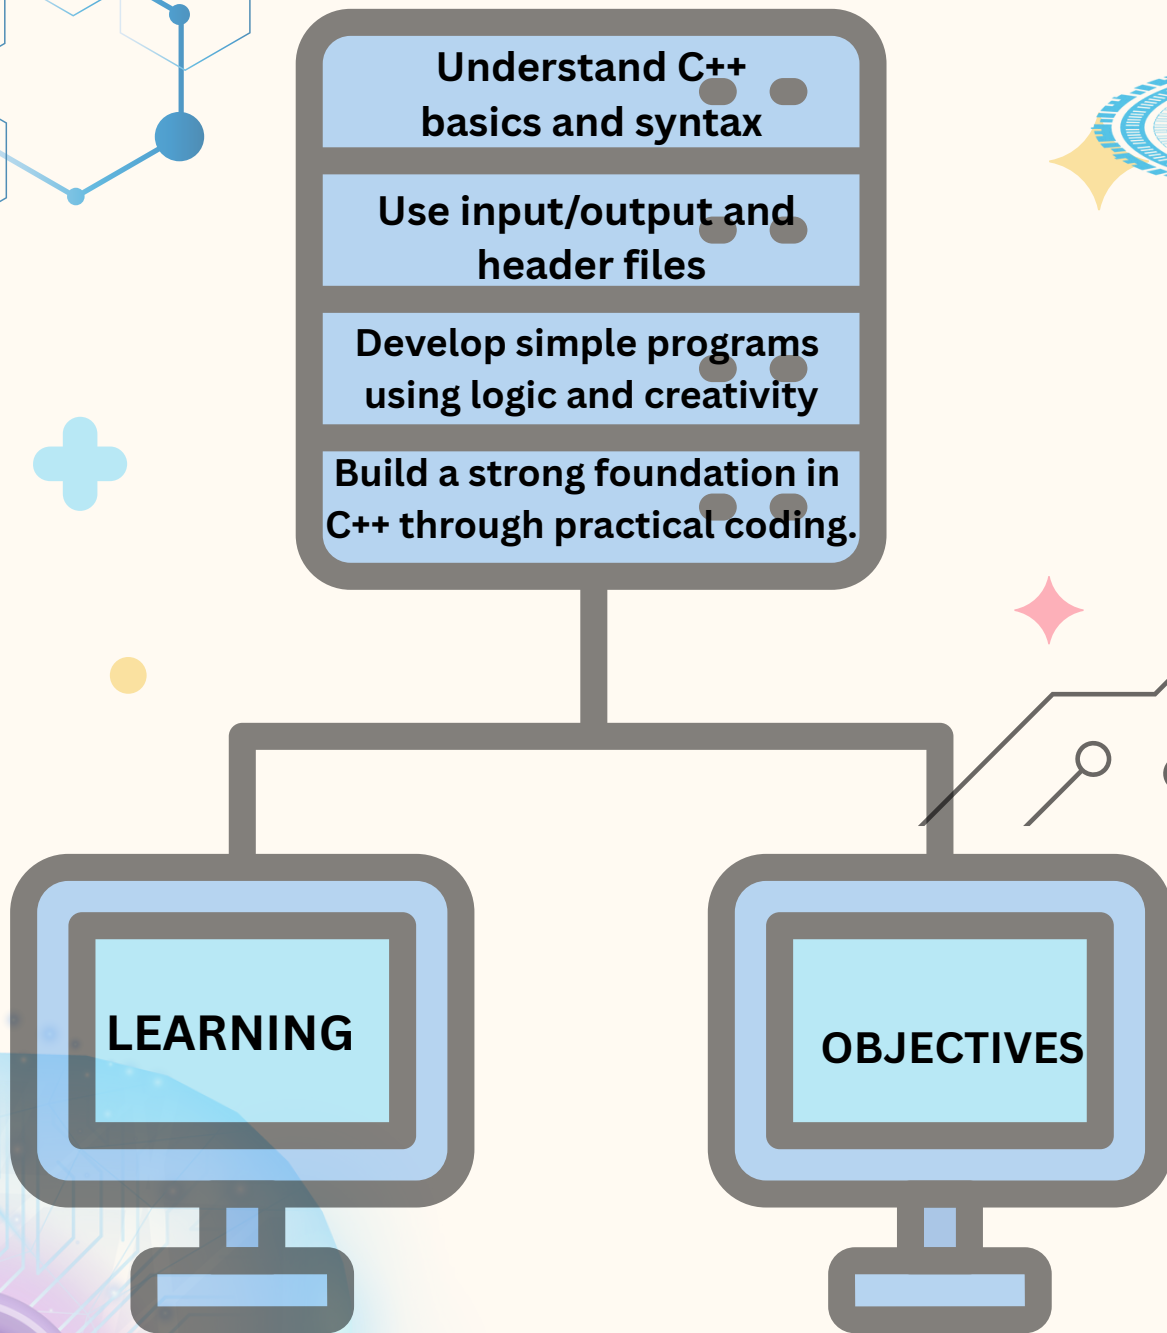 Understand C++
basics and syntax
Use input/output and
header files
Develop simple programs
using logic and creativity
Build a strong foundation in
C++ through practical coding.
LEARNING
OBJECTIVES